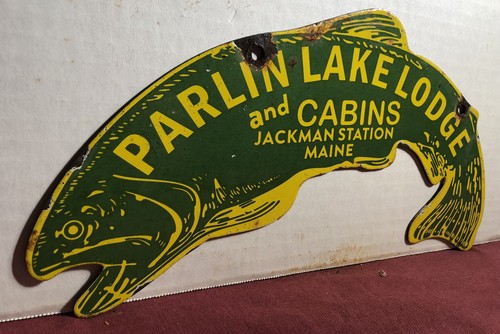 PARLIN LAKE LODGE
and CABINS
JACKMAN STATION
MAINE